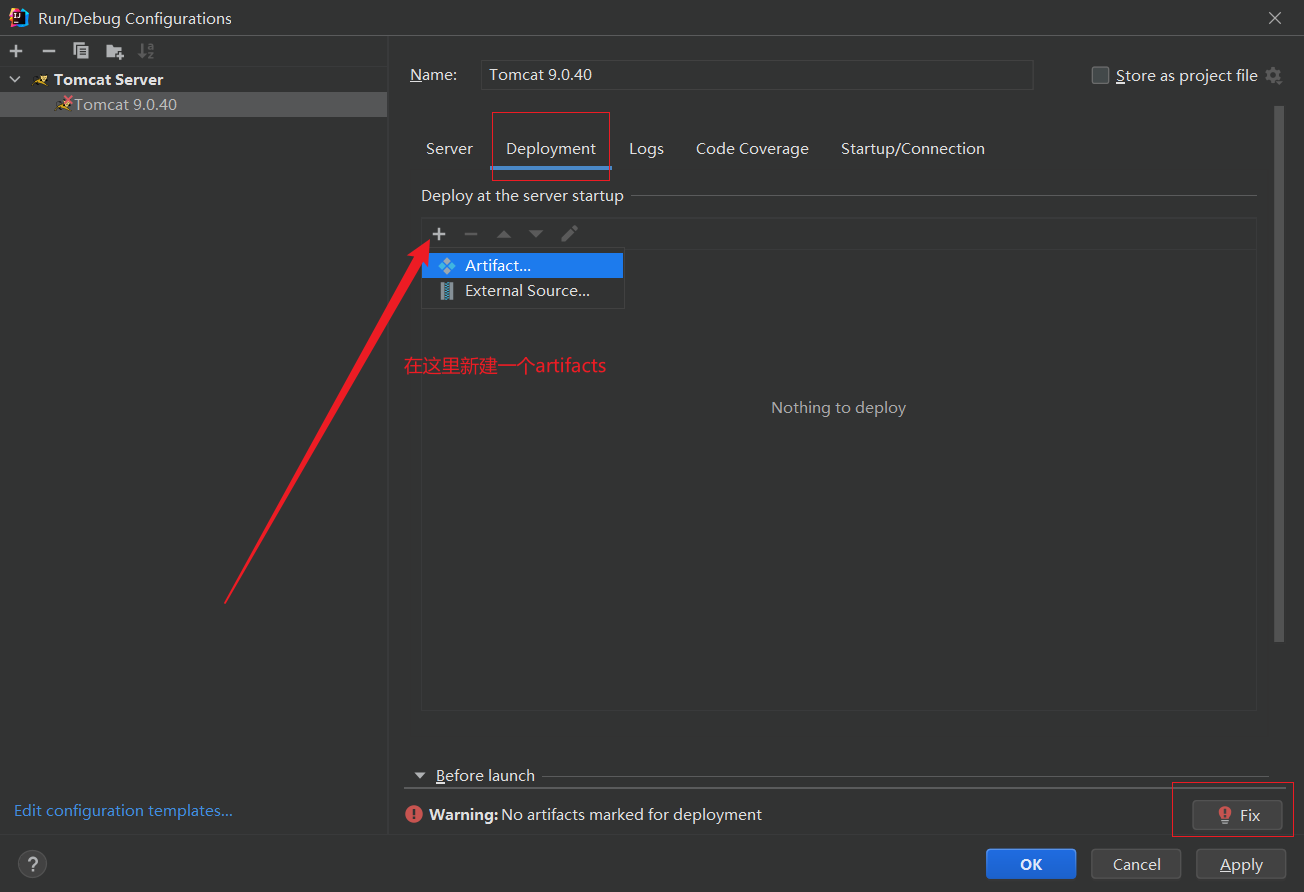 Run/Debug Configurations
Tomcat Server
Tomcat 9.0.40
Name:
Tomcat 9.0.40
Store as project file
Server
Deployment
Logs
Code Coverage
Startup/Connection
Deploy at the server startup
Artifact...
External Source...
在这里新建一个artifacts
Nothing to deploy
Before launch
Edit configuration templates...
Warning: No artifacts marked for deployment
Fix
?
OK
Cancel
Apply